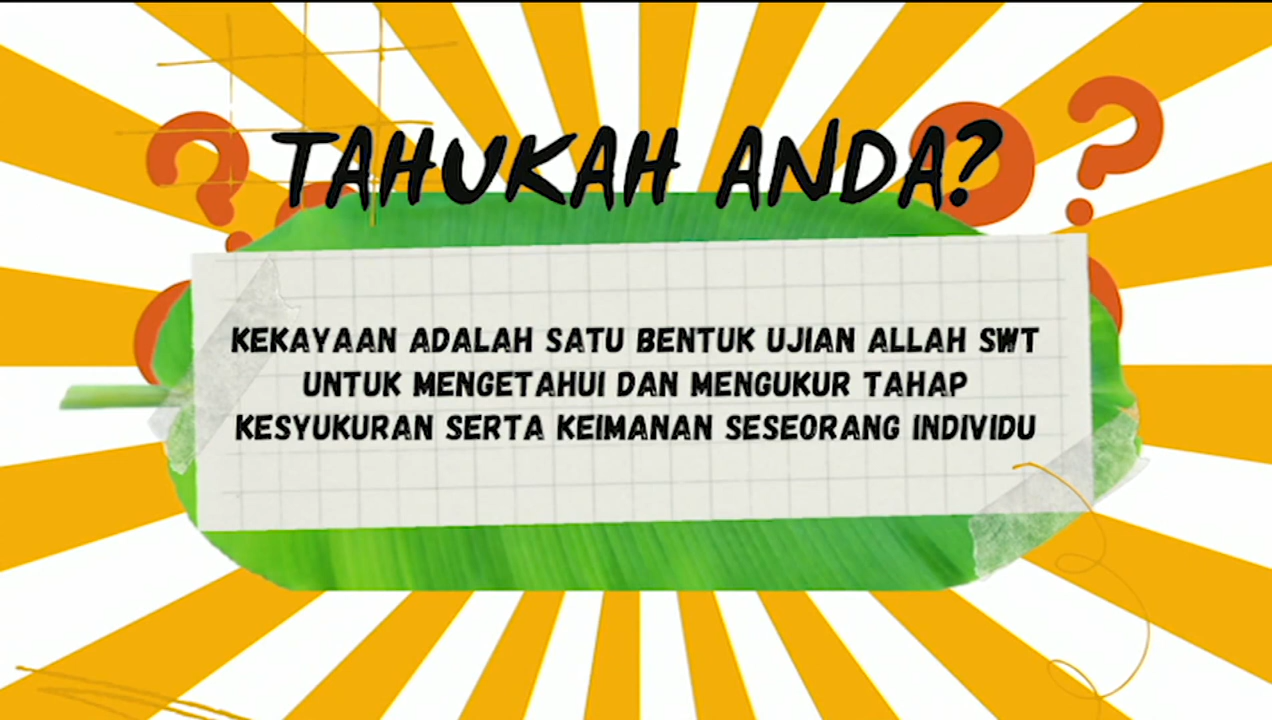 TAHUKAH ANDA?
KEKAYAAN ADALAH SATU BENTUK UJIAN ALLAH SWT
UNTUK MENGETAHUI DAN MENGUKUR TAHAP
KESYUKURAN SERTA KEIMANAN SESEORANG INDIVIDU